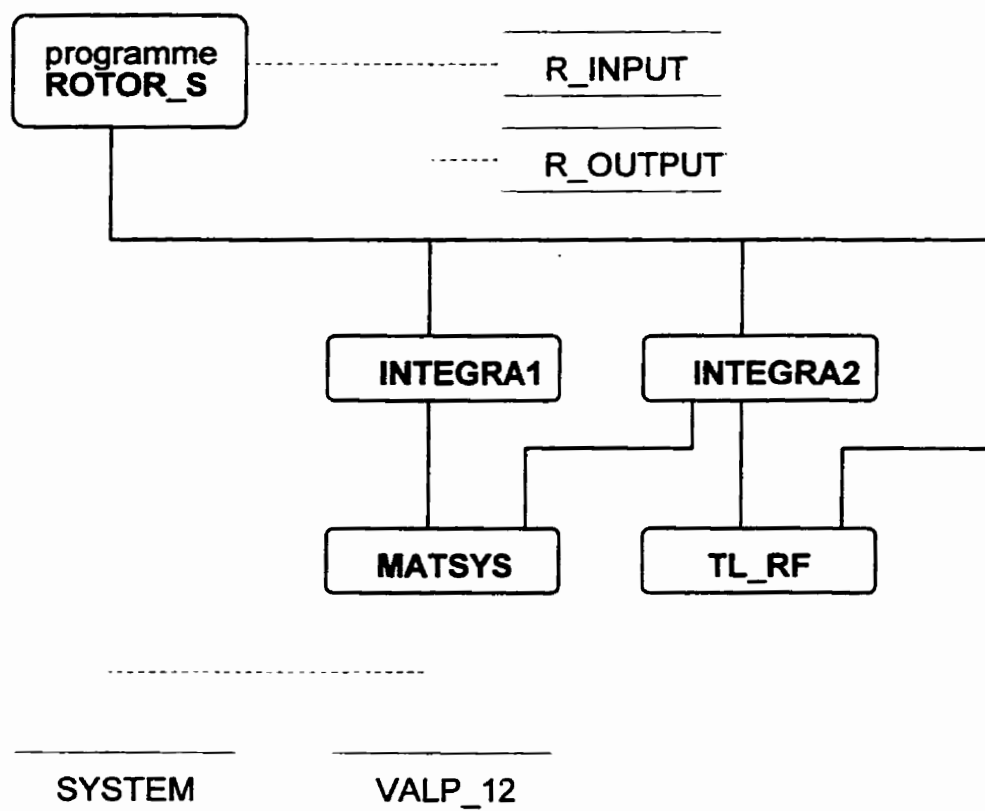 programme
ROTOR_S
R_INPUT
R_OUTPUT
INTEGRA1
INTEGRA2
MATSYS
TL_RF
SYSTEM
VALP_12